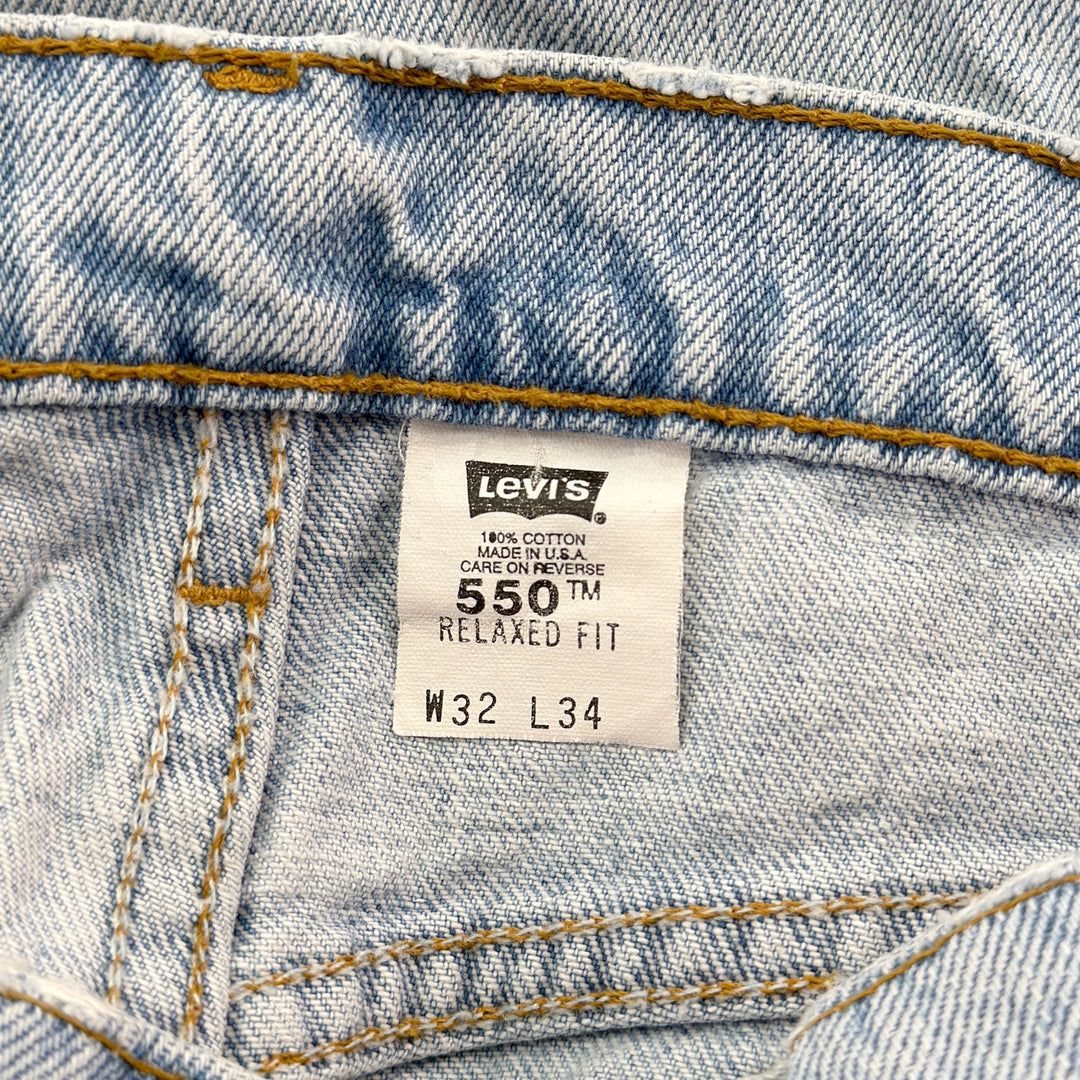 Levi's ®
100% COTTON
MADE IN U.S.A.
CARE ON REVERSE
550™
RELAXED FIT
W32 L34